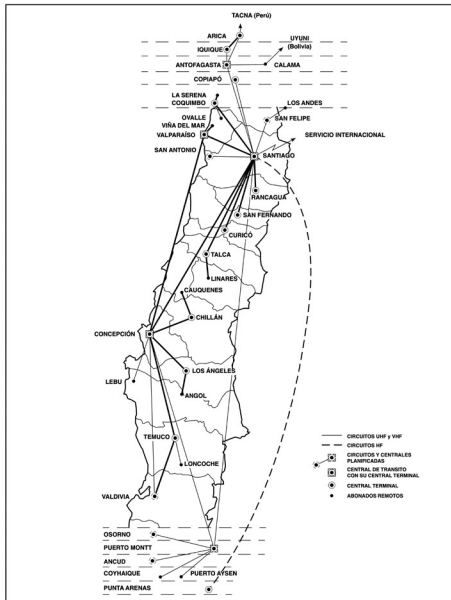 TACNA (Perú)
ARICA
UYUNI
(Bolivia)
IQUIQUE
ANTOFAGASTA
CALAMA
COPIAPÓ
LA SERENA
COQUIMBO
LOS ANDES
OVALLE
SAN FELIPE
VIÑA DEL MAR
VALPARAÍSO
SERVICIO INTERNACIONAL
SAN ANTONIO
SANTIAGO
RANCAGUA
SAN FERNANDO
CURICÓ
TALCA
LINARES
CAUQUENES
CHILLÁN
CONCEPCIÓN
LOS ÁNGELES
LEBU
ANGOL
TEMUCO
LONCOCHE
VALDIVIA
CIRCUITOS UHF y VHF
CIRCUITOS HF
CIRCUITOS Y CENTRALES
PLANIFICADAS
CENTRAL DE TRANSITO
CON SU CENTRAL TERMINAL
CENTRAL TERMINAL
ABONADOS REMOTOS
OSORNO
PUERTO MONTT
ANCUD
COYHAIQUE
PUERTO AYSEN
PUNTA ARENAS